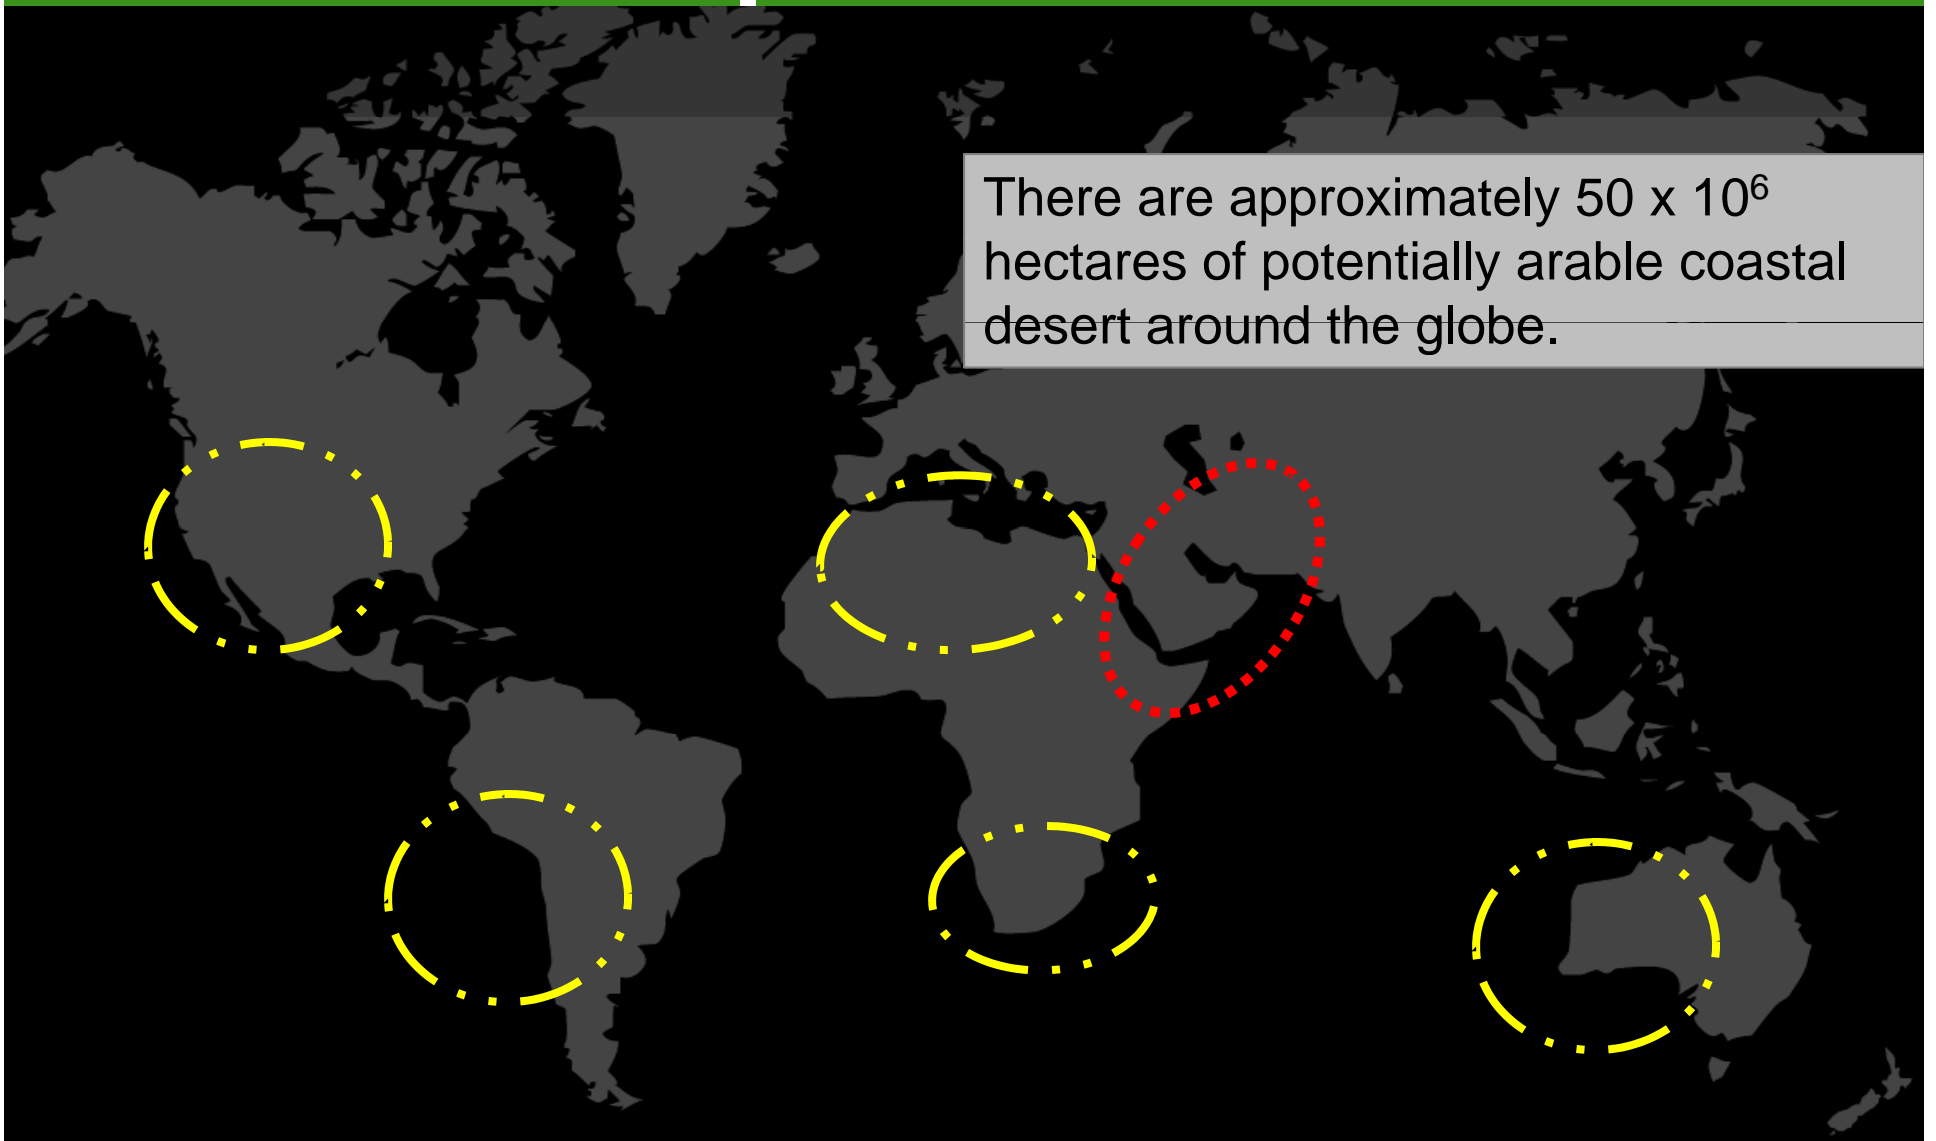 There are approximately 50 x 10⁶
hectares of potentially arable coastal
desert around the globe.